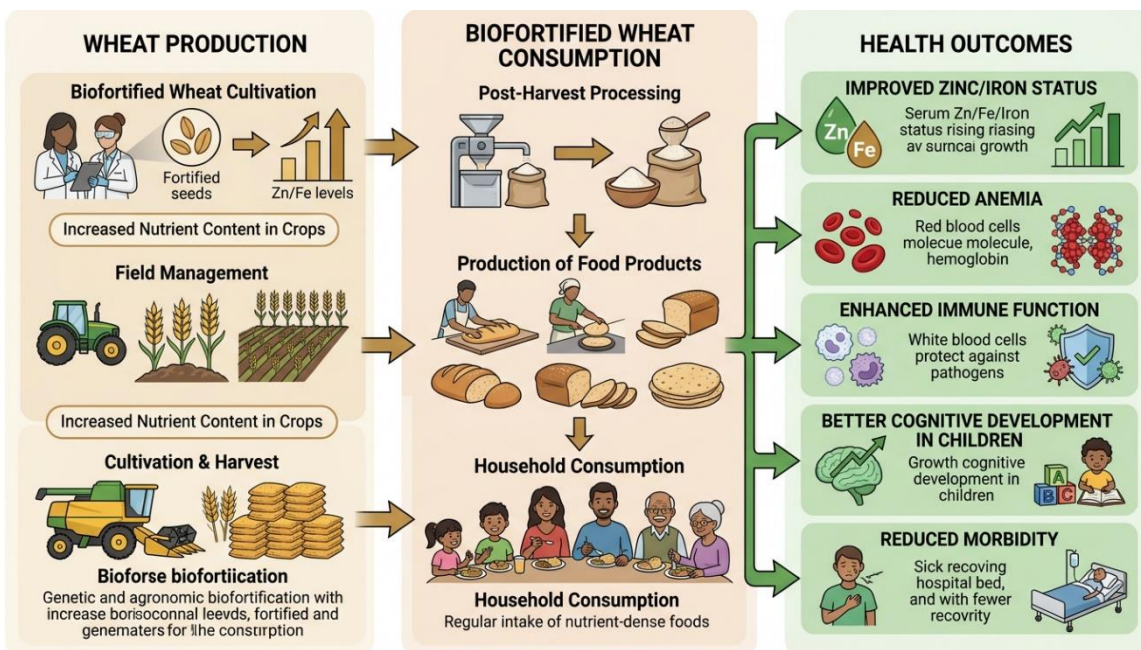 WHEAT PRODUCTION
Biofortified Wheat Cultivation
Fortified
seeds
Zn/Fe levels
Increased Nutrient Content in Crops
Field Management
Increased Nutrient Content in Crops
Cultivation & Harvest
Bioforse biofortiication
Genetic and agronomic biofortification with
increase borisoconnal leevds, fortified and
genematers for the consurption
BIOFORTIFIED WHEAT
CONSUMPTION
Post-Harvest Processing
Production of Food Products
Household Consumption
Household Consumption
Regular intake of nutrient-dense foods
HEALTH OUTCOMES
IMPROVED ZINC/IRON STATUS
Zn
Fe
Serum Zn/Fe/Iron
status rising riasing
av surncai growth
REDUCED ANEMIA
Red blood cells
molecue molecule,
hemoglobin
ENHANCED IMMUNE FUNCTION
White blood cells
protect against
pathogens
BETTER COGNITIVE DEVELOPMENT
IN CHILDREN
Growth cognitive
development in
children
A
B C
REDUCED MORBIDITY
Sick recoving
hospital bed,
and with fewer
recovrity